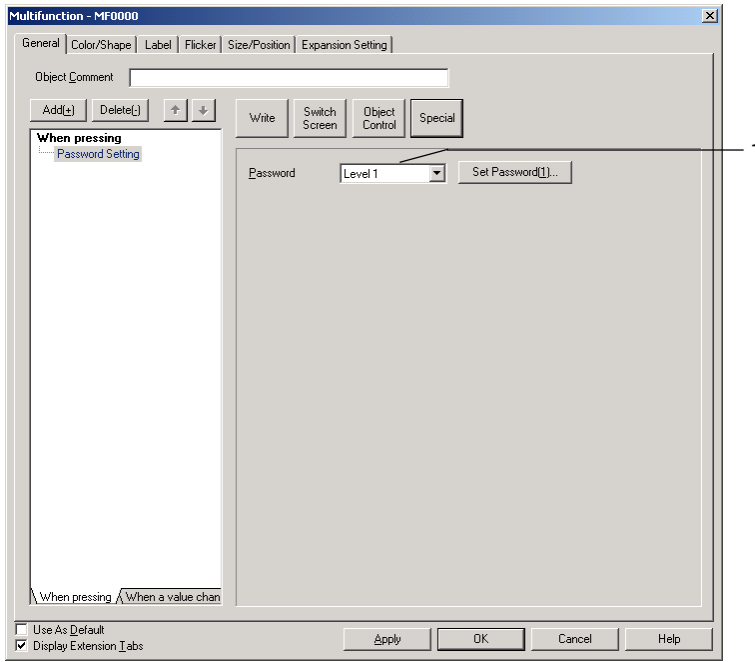 Multifunction - MF0000
General Color/Shape Label Flicker Size/Position Expansion Setting
Object Comment
Add(+) Delete(-)
Write Switch Screen Object Control Special
When pressing
Password Setting
Password Level 1 Set Password(1)...
When pressing When a value chan
Use As Default
Display Extension Tabs
Apply OK Cancel Help